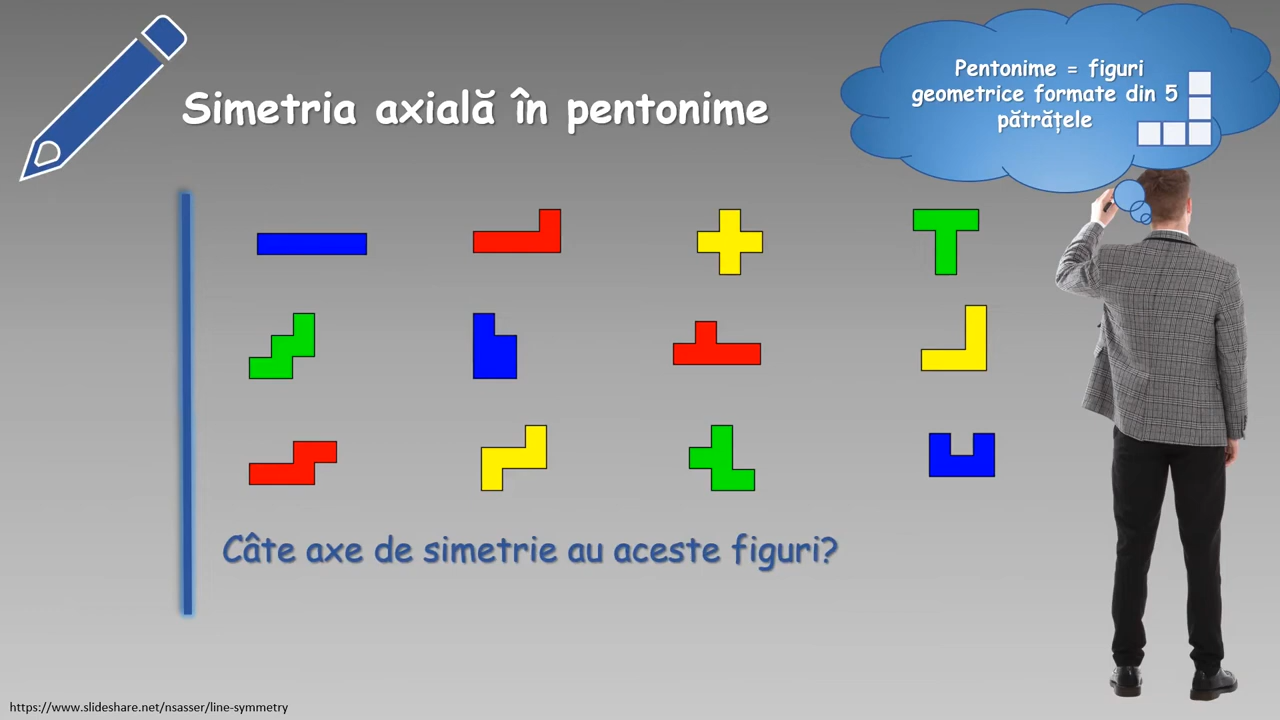 Simetria axială în pentonime
Pentonime = figuri
geometrice formate din 5
pătrățele
Câte axe de simetrie au aceste figuri?
https://www.slideshare.net/nsasser/line-symmetry